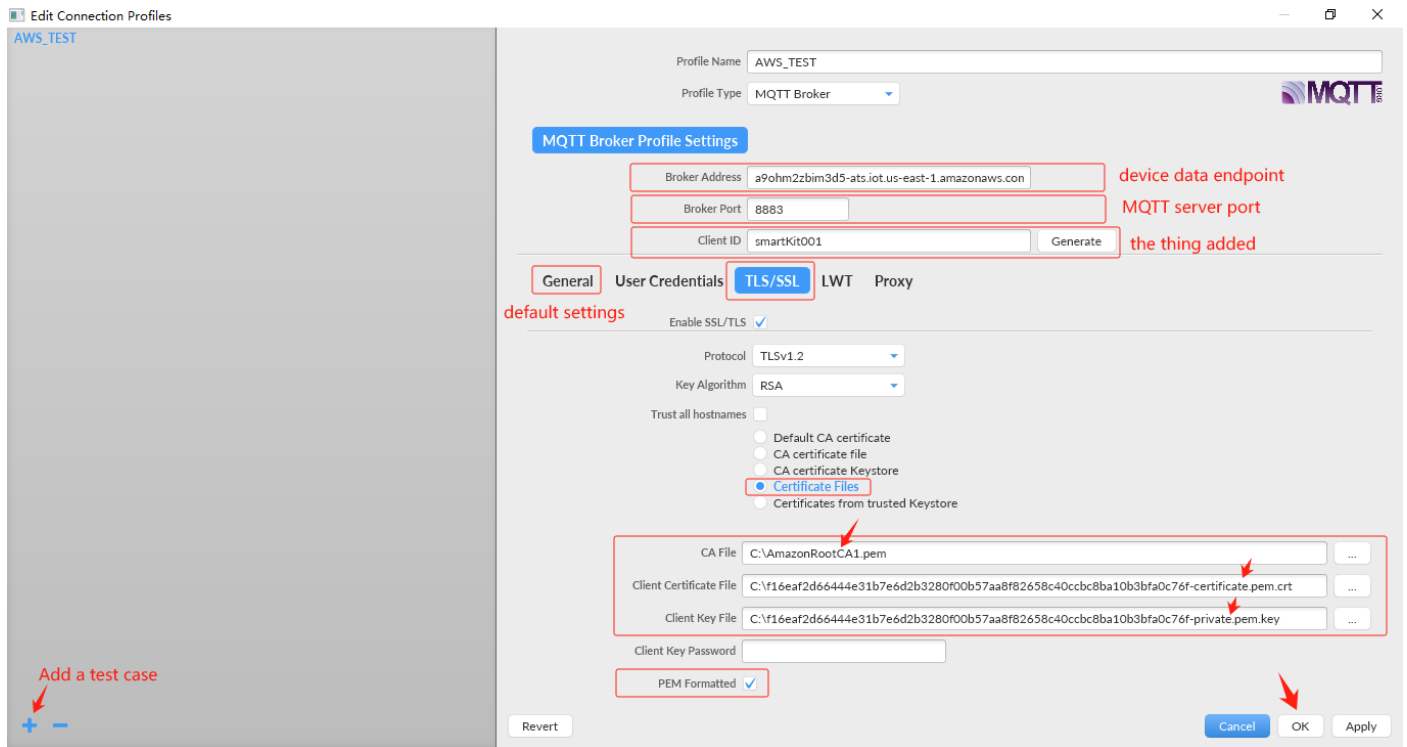 Edit Connection Profiles
AWS_TEST
Profile Name AWS_TEST
Profile Type MQTT Broker
MQTT.ORG
MQTT Broker Profile Settings
Broker Address a9ohm2zbim3d5-ats.iot.us-east-1.amazonaws.con device data endpoint
Broker Port 8883 MQTT server port
Client ID smartKit001 Generate the thing added
General User Credentials TLS/SSL LWT Proxy
default settings
Enable SSL/TLS
Protocol TLSv1.2
Key Algorithm RSA
Trust all hostnames
Default CA certificate
CA certificate file
CA certificate Keystore
Certificate Files
Certificates from trusted Keystore
CA File C:\AmazonRootCA1.pem ...
Client Certificate File C:\f16eaf2d66444e31b7e6d2b3280f00b57aa8f82658c40ccbc8ba10b3bfa0c76f-certificate.pem.crt ...
Client Key File C:\f16eaf2d66444e31b7e6d2b3280f00b57aa8f82658c40ccbc8ba10b3bfa0c76f-private.pem.key ...
Client Key Password
PEM Formatted
Add a test case
Revert Cancel OK Apply